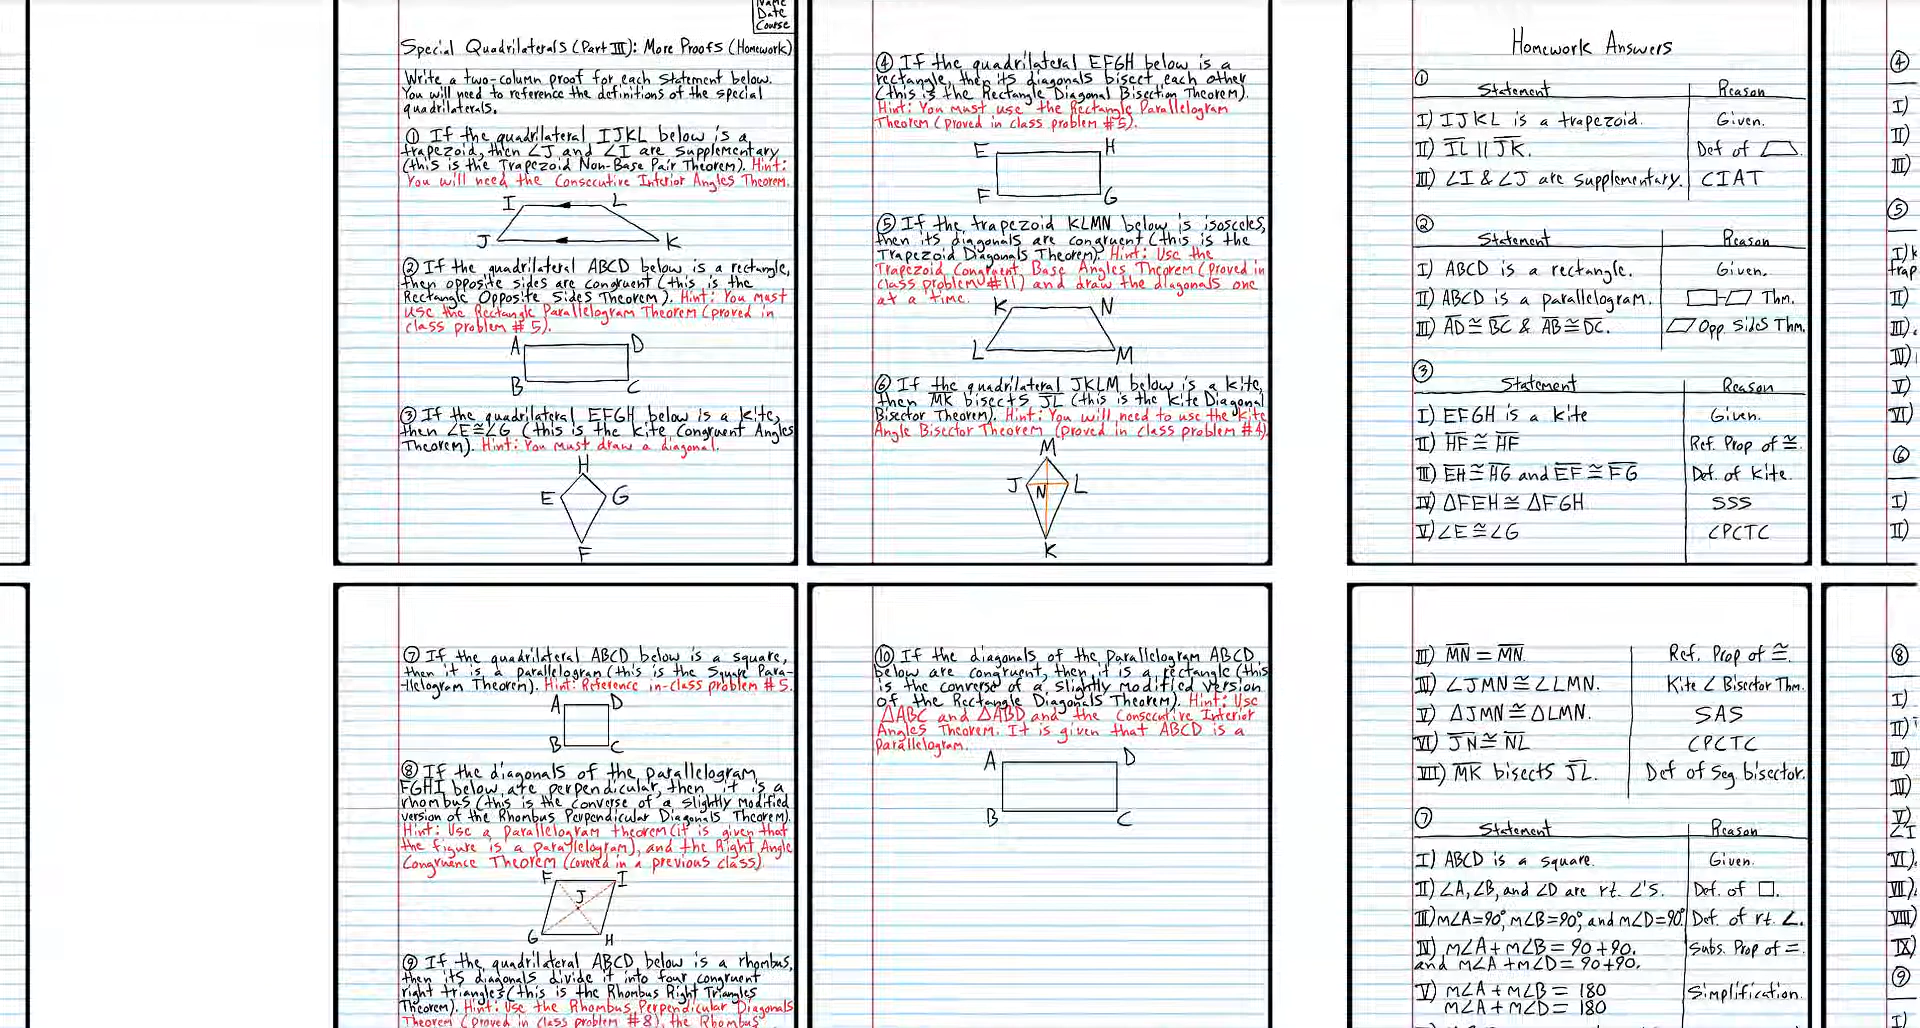 Name
Date
Course
Special Quadrilaterals (Part III): More Proofs (Homework)
Write a two-column proof for each statement below.
You will need to reference the definitions of the special
quadrilaterals.
① If the quadrilateral IJKL below is a
trapezoid, then ∠J and ∠I are supplementary
(this is the Trapezoid Non-Base Pair Theorem). Hint:
You will need the Consecutive Interior Angles Theorem.
I L
J K
② If the quadrilateral ABCD below is a rectangle,
then opposite sides are congruent (this is the
Rectangle Opposite Sides Theorem). Hint: You must
use the Rectangle Parallelogram Theorem (proved in
class problem #5).
A D
B C
③ If the quadrilateral EFGH below is a kite,
then ∠E≅∠G (this is the Kite Congruent Angles
Theorem). Hint: You must draw a diagonal.
H
E G
F
④ If the quadrilateral EFGH below is a
rectangle, then its diagonals bisect each other
(this is the Rectangle Diagonal Bisection Theorem).
Hint: You must use the Rectangle Parallelogram
Theorem (proved in class problem #5).
E H
F G
⑤ If the trapezoid KLMN below is isosceles,
then its diagonals are congruent (this is the
Trapezoid Diagonals Theorem). Hint: Use the
Trapezoid Congruent Base Angles Theorem (proved in
class problem #11) and draw the diagonals one
at a time.
K N
L M
⑥ If the quadrilateral JKLM below is a kite,
then MK bisects JL (this is the Kite Diagonal
Bisector Theorem). Hint: You will need to use the Kite
Angle Bisector Theorem (proved in class problem #4).
M
J N L
K
Homework Answers
①
Statement Reason
I) IJKL is a trapezoid. Given.
II) IL || JK. Def of ⏢.
III) ∠I & ∠J are supplementary. CIAT
②
Statement Reason
I) ABCD is a rectangle. Given.
II) ABCD is a parallelogram. ▭-▱ Thm.
III) AD≅BC & AB≅DC. ▱ Opp. Sides Thm.
③
Statement Reason
I) EFGH is a kite Given.
II) HF ≅ HF Ref. Prop of ≅.
III) EH≅HG and EF≅FG Def. of kite.
IV) ΔFEH≅ΔFGH SSS
V) ∠E≅∠G CPCTC
④
I)
II)
III)
⑤
I) K
trap
II)
III)
IV)
V)
VI)
⑥
I)
II)
⑦ If the quadrilateral ABCD below is a square,
then it is a parallelogram (this is the Square Para-
-llelogram Theorem). Hint: Reference in-class problem #5.
A D
B C
⑧ If the diagonals of the parallelogram
FGHI below are perpendicular, then it is a
rhombus (this is the converse of a slightly modified
version of the Rhombus Perpendicular Diagonals Theorem).
Hint: Use a parallelogram theorem (it is given that
the figure is a parallelogram), and the Right Angle
Congruence Theorem (covered in a previous class).
F I
J
G H
⑨ If the quadrilateral ABCD below is a rhombus,
then its diagonals divide it into four congruent
right triangles (this is the Rhombus Right Triangles
Theorem). Hint: Use the Rhombus Perpendicular Diagonals
Theorem (proved in class problem #8), the Rhombus
⑩ If the diagonals of the parallelogram ABCD
below are congruent, then it is a rectangle (this
is the converse of a slightly modified version
of the Rectangle Diagonals Theorem). Hint: Use
ΔABC and ΔABD and the Consecutive Interior
Angles Theorem. It is given that ABCD is a
parallelogram.
A D
B C
III) MN = MN. Ref. Prop of ≅.
IV) ∠JMN≅∠LMN. Kite ∠ Bisector Thm.
V) ΔJMN≅ΔLMN. SAS
VI) JN≅NL CPCTC
VII) MK bisects JL. Def of Seg bisector.
⑦
Statement Reason
I) ABCD is a square. Given.
II) ∠A, ∠B, and ∠D are rt. ∠'s. Def. of □.
III) m∠A=90°, m∠B=90°, and m∠D=90° Def. of rt. ∠.
IV) m∠A + m∠B = 90+90. Subs. Prop of =.
and m∠A + m∠D = 90+90.
V) m∠A + m∠B = 180 Simplification.
m∠A + m∠D = 180
⑧
I)
II)
III)
IV)
V)
∠I
VI)
VII)
VIII)
IX)
⑨
I)